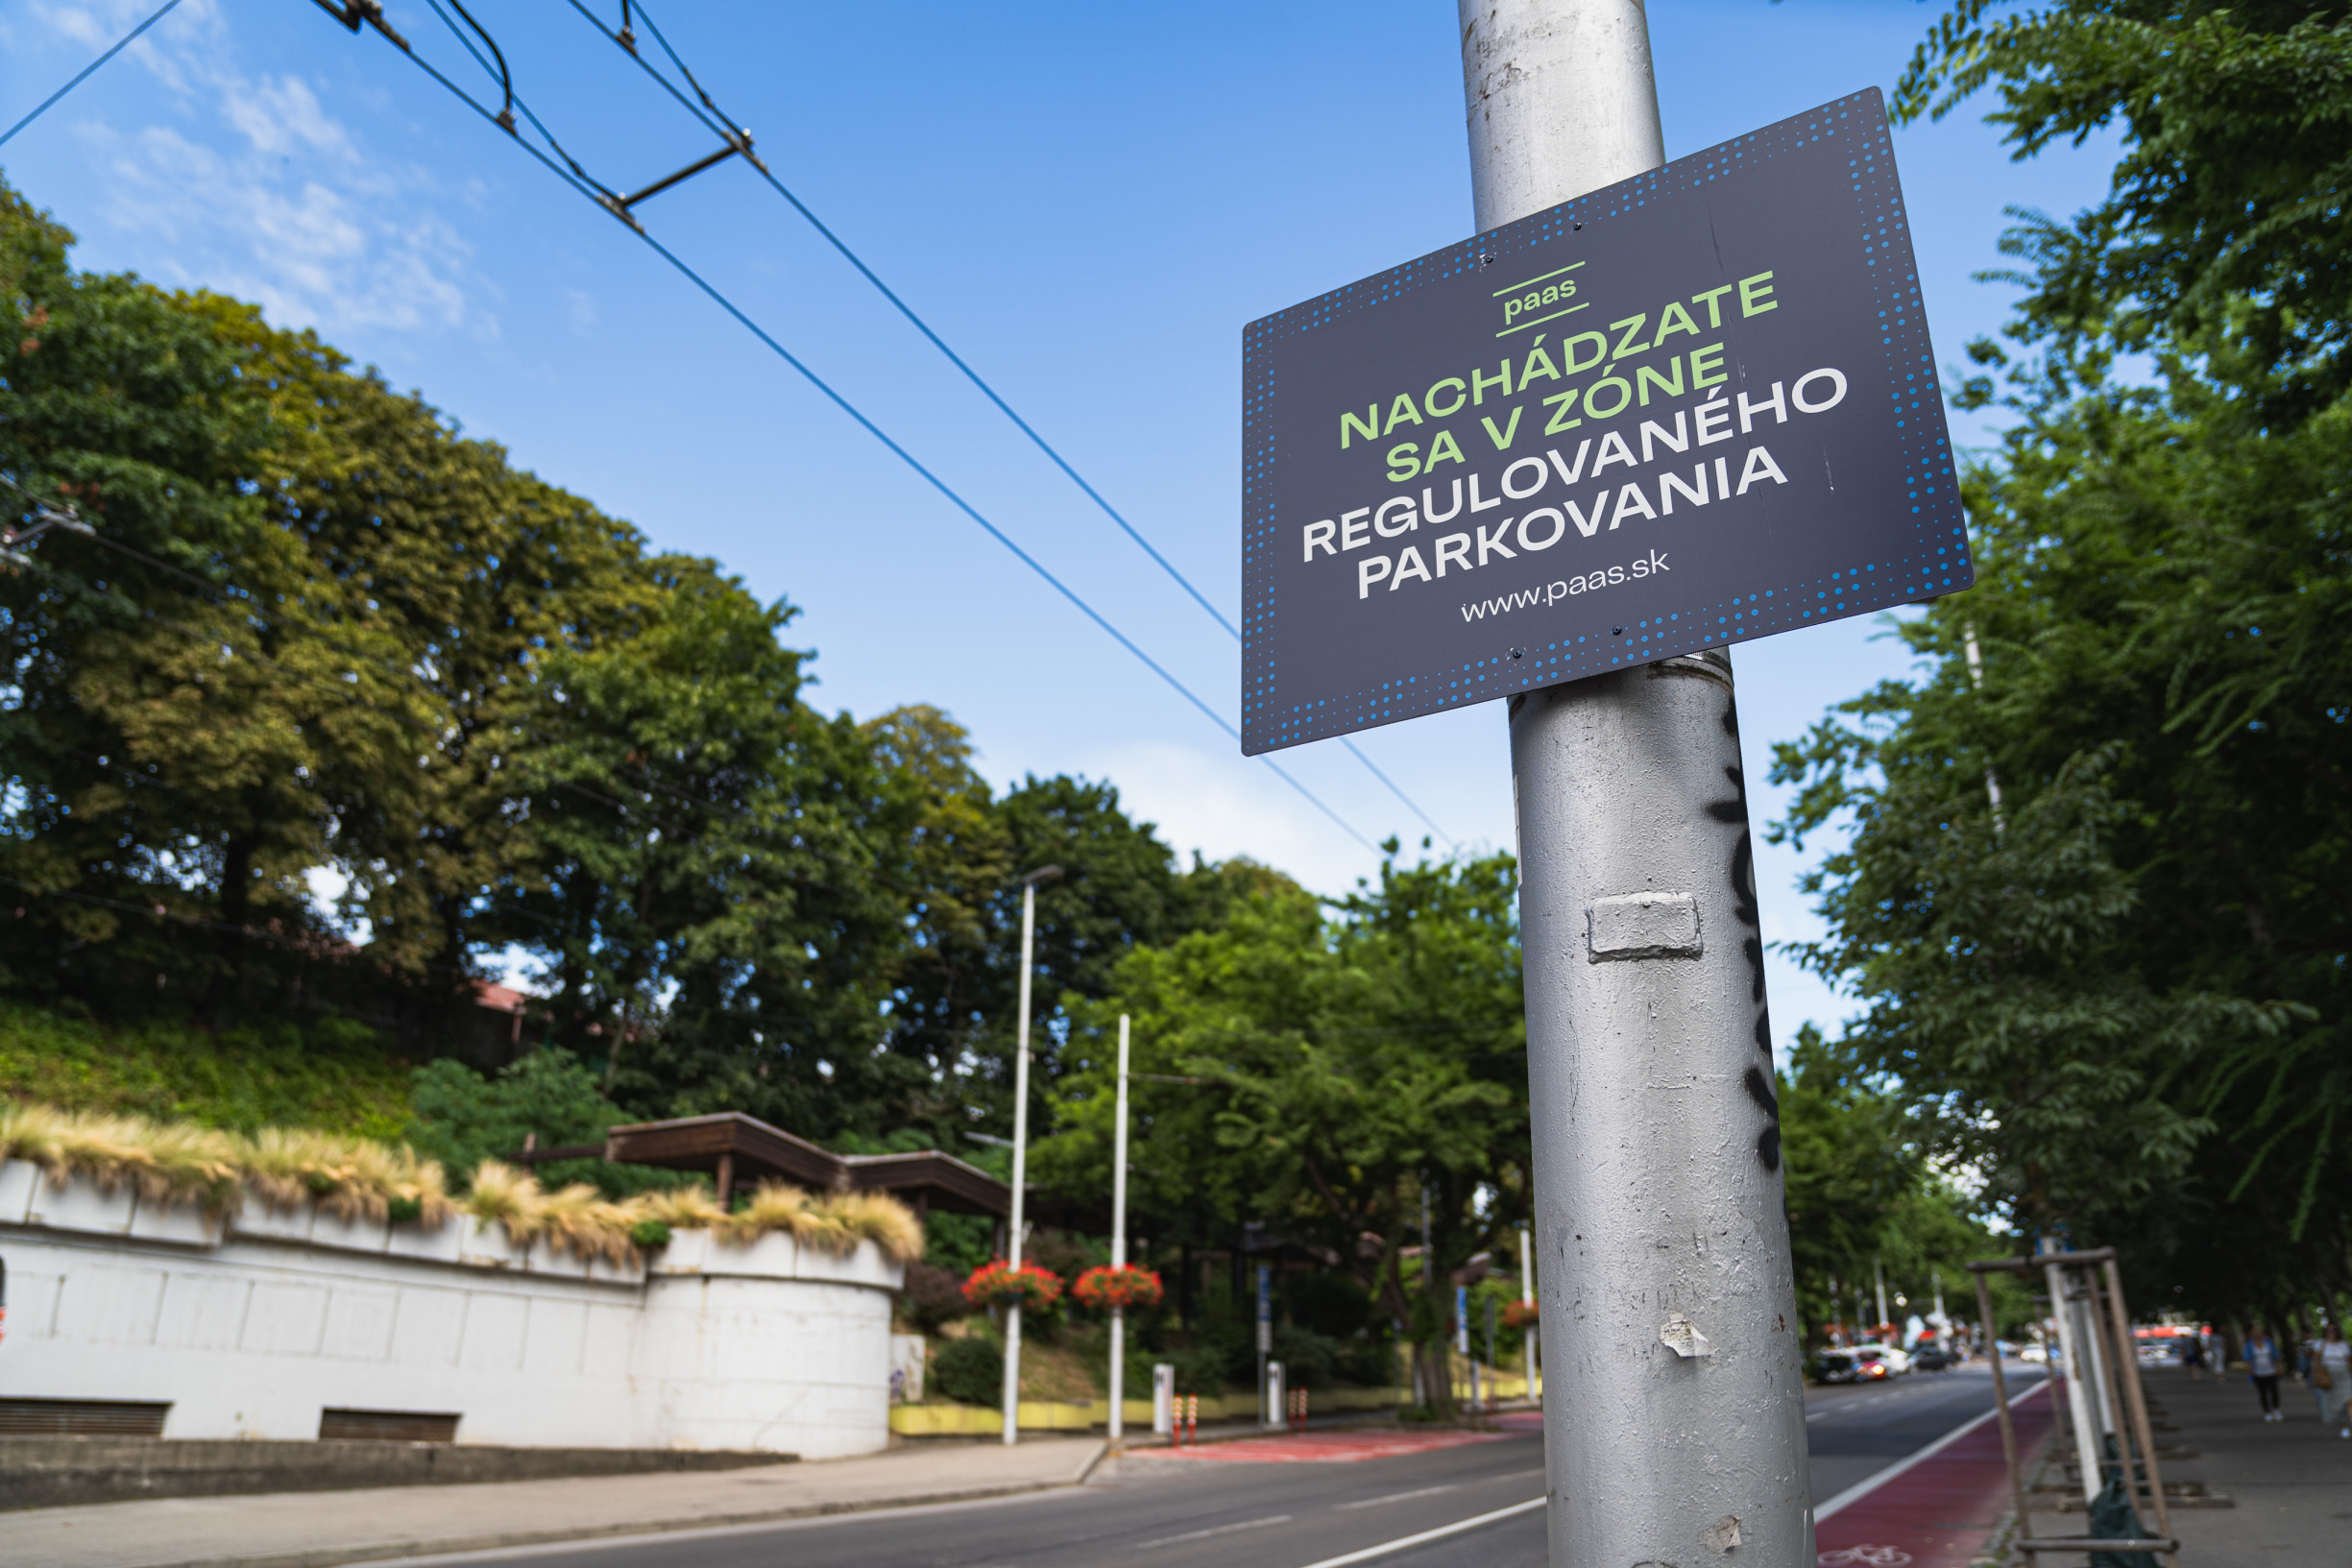 paas
NACHÁDZATE
SA V ZÓNE
REGULOVANÉHO
PARKOVANIA
www.paas.sk